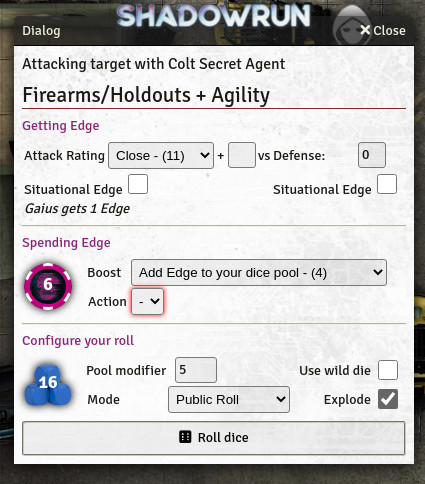 SHADOWRUN
Dialog ×Close
Attacking target with Colt Secret Agent
Firearms/Holdouts + Agility
Getting Edge
Attack Rating Close - (11) + vs Defense: 0
Situational Edge Situational Edge
Gaius gets 1 Edge
Spending Edge
6 Boost Add Edge to your dice pool - (4)
Action -
Configure your roll
16 Pool modifier 5 Use wild die
Mode Public Roll Explode
Roll dice